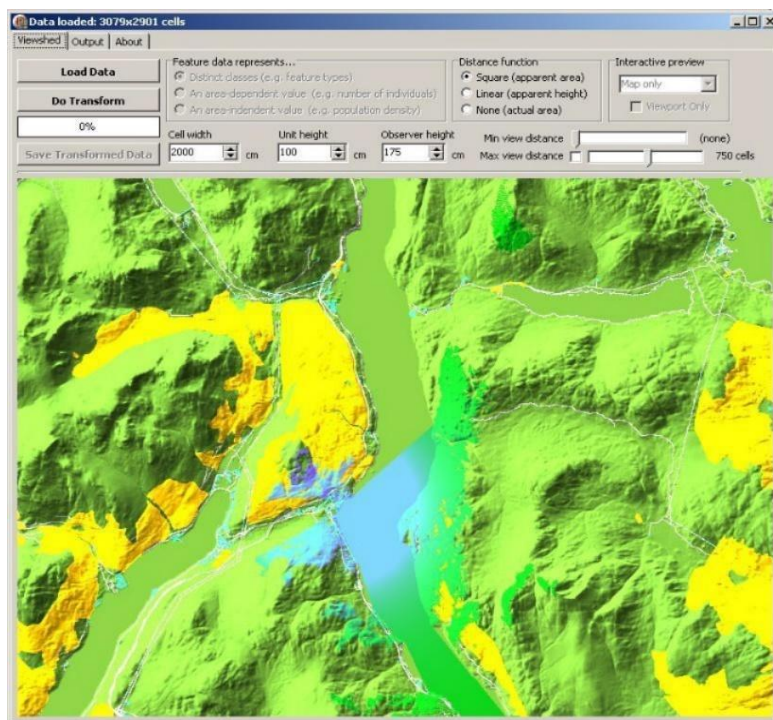 Data loaded: 3079x2901 cells
Viewshed Output About
Load Data
Do Transform
0%
Save Transformed Data
Feature data represents...
Distinct classes (e.g. feature types)
An area-dependent value (e.g. number of individuals)
An area-indendent value (e.g. population density)
Distance function
Square (apparent area)
Linear (apparent height)
None (actual area)
Interactive preview
Map only
Viewport Only
Cell width
2000 cm
Unit height
100 cm
Observer height
175 cm
Min view distance (none)
Max view distance 750 cells